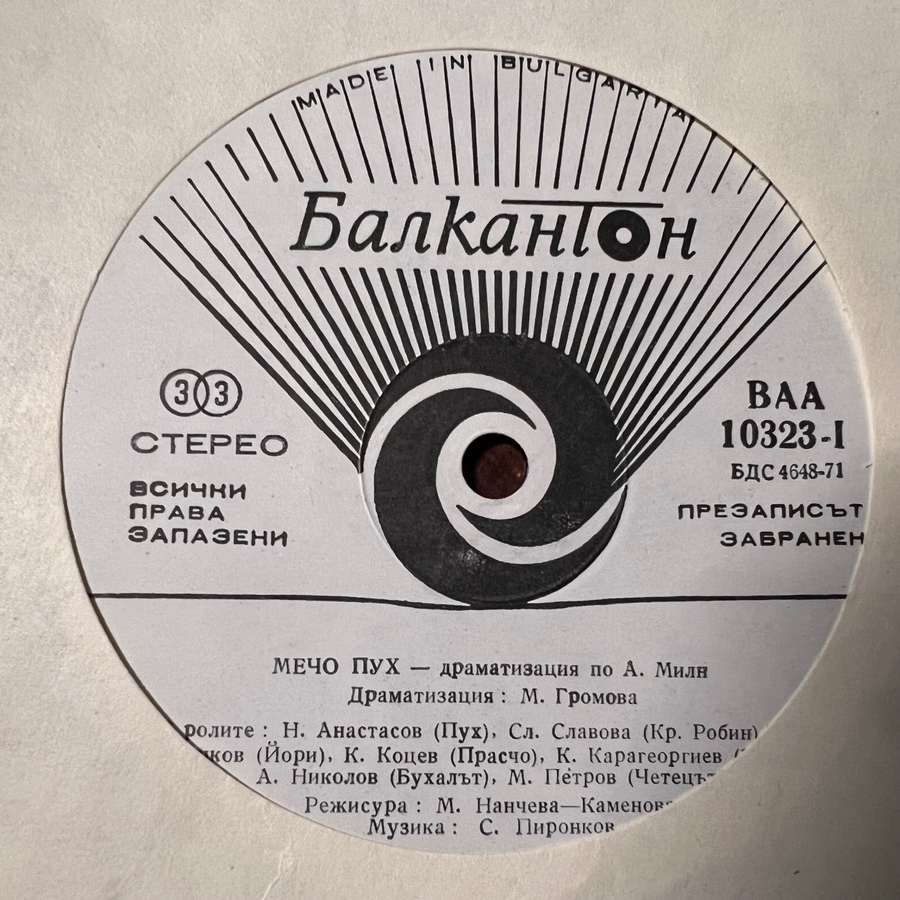 MADE IN BULGARIA
Балкантон
33
СТЕРЕО
ВСИЧКИ
ПРАВА
ЗАПАЗЕНИ
ВАА
10323-I
БДС 4648-71
ПРЕЗАПИСЪТ
ЗАБРАНЕН
МЕЧО ПУХ — драматизация по А. Милн
Драматизация : М. Громова
ролите : Н. Анастасов (Пух), Сл. Славова (Кр. Робин)
(Йори), К. Коцев (Прасчо), К. Карагеоргиев
А. Николов (Бухалът), М. Петров (Четецът
Режисура : М. Нанчева—Каменова
Музика : С. Пиронков